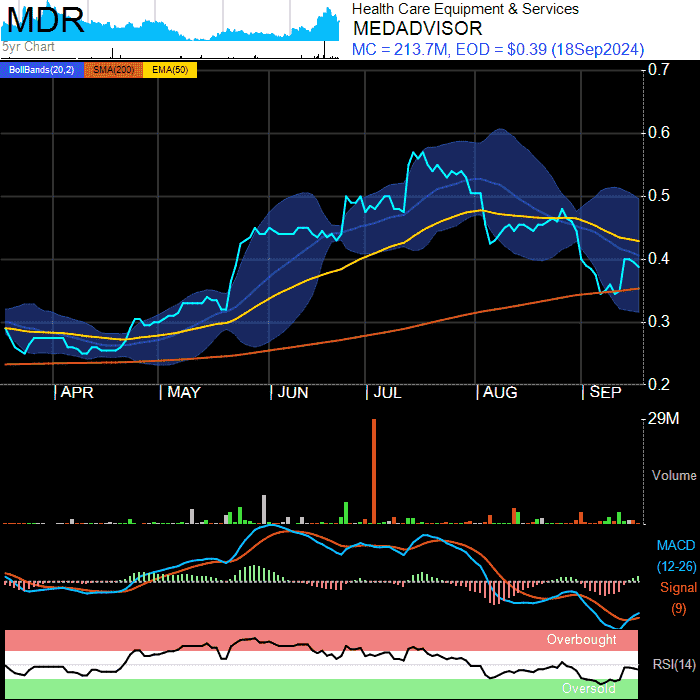 MDR
5yr Chart
Health Care Equipment & Services
MEDADVISOR
MC = 213.7M, EOD = $0.39 (18Sep2024)
BollBands(20,2) SMA(200) EMA(50)
0.7
0.6
0.5
0.4
0.3
0.2
APR MAY JUN JUL AUG SEP
29M
Volume
MACD
(12-26)
Signal
(9)
Overbought
RSI(14)
Oversold